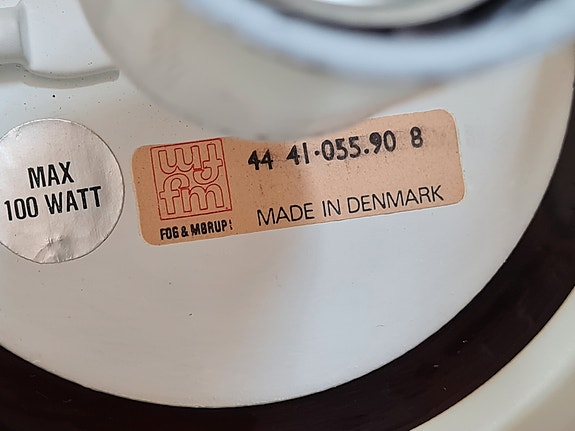 MAX
100 WATT
fm
FOG & MØRUP
44 41-055.90 8
MADE IN DENMARK